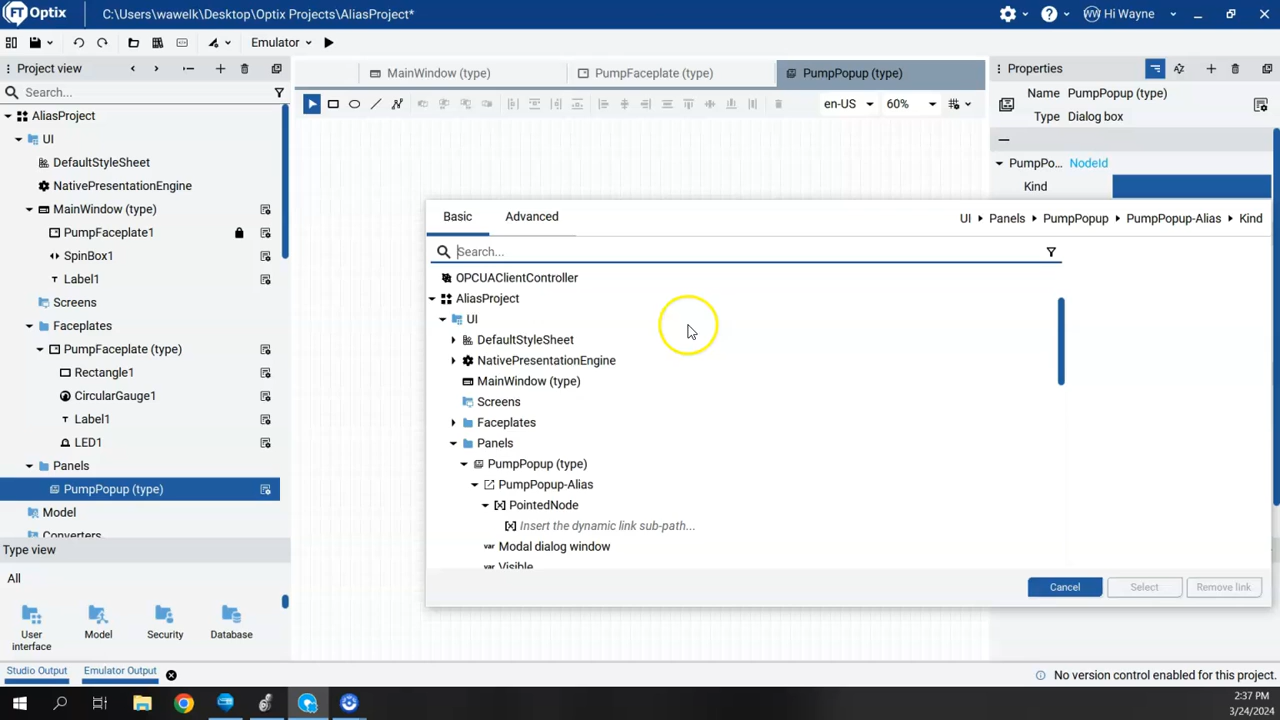 FT Optix C:\Users\wawelk\Desktop\Optix Projects\AliasProject* WW Hi Wayne
Emulator
Project view
MainWindow (type)
PumpFaceplate (type)
PumpPopup (type)
Properties
Search...
en-US
60%
Name PumpPopup (type)
Type Dialog box
AliasProject
UI
DefaultStyleSheet
NativePresentationEngine
MainWindow (type)
PumpFaceplate1
SpinBox1
Label1
Screens
Faceplates
PumpFaceplate (type)
Rectangle1
CircularGauge1
Label1
LED1
Panels
PumpPopup (type)
Model
Converters
PumpPo... NodeId
Kind
Basic Advanced
UI Panels PumpPopup PumpPopup-Alias Kind
Search...
OPCUAClientController
AliasProject
UI
DefaultStyleSheet
NativePresentationEngine
MainWindow (type)
Screens
Faceplates
Panels
PumpPopup (type)
PumpPopup-Alias
PointedNode
Insert the dynamic link sub-path...
var Modal dialog window
var Visible
Cancel Select Remove link
Type view
All
User interface
Model
Security
Database
Studio Output Emulator Output
No version control enabled for this project.
2:37 PM
3/24/2024